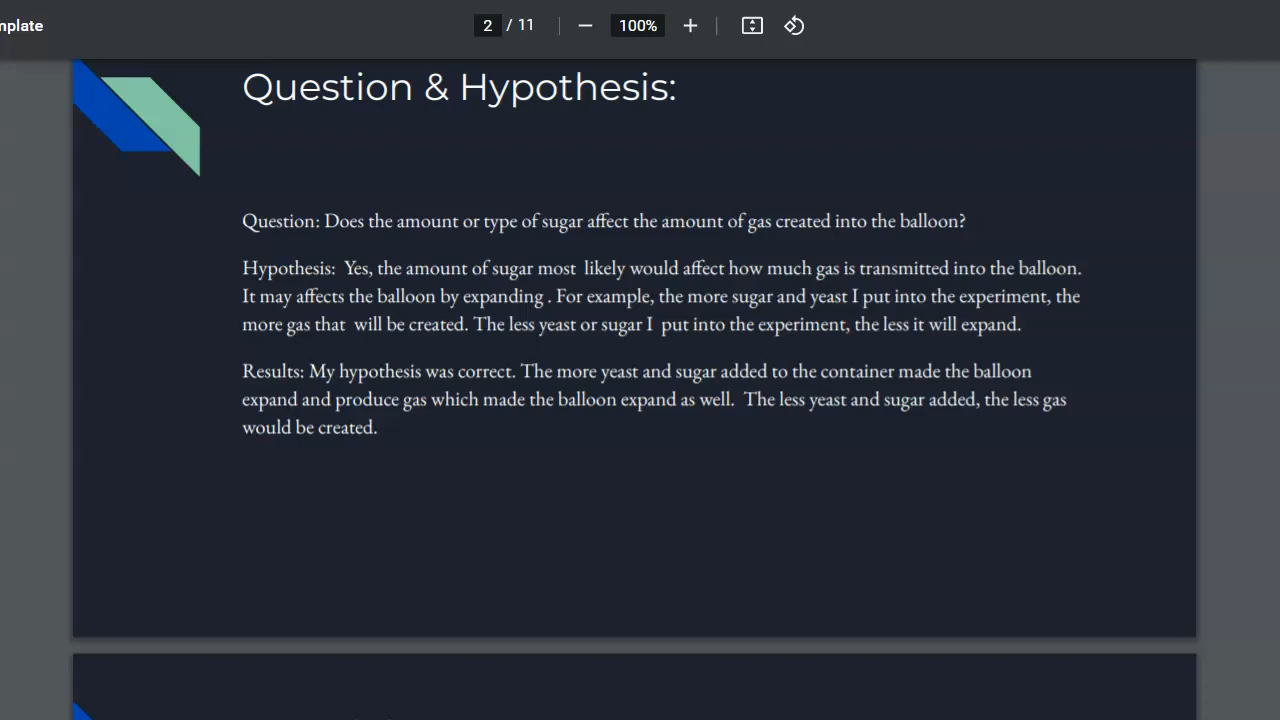 mplate
2 / 11 − 100% +
Question & Hypothesis:
Question: Does the amount or type of sugar affect the amount of gas created into the balloon?
Hypothesis:  Yes, the amount of sugar most  likely would affect how much gas is transmitted into the balloon.
It may affects the balloon by expanding . For example, the more sugar and yeast I put into the experiment, the
more gas that  will be created. The less yeast or sugar I  put into the experiment, the less it will expand.
Results: My hypothesis was correct. The more yeast and sugar added to the container made the balloon
expand and produce gas which made the balloon expand as well.  The less yeast and sugar added, the less gas
would be created.